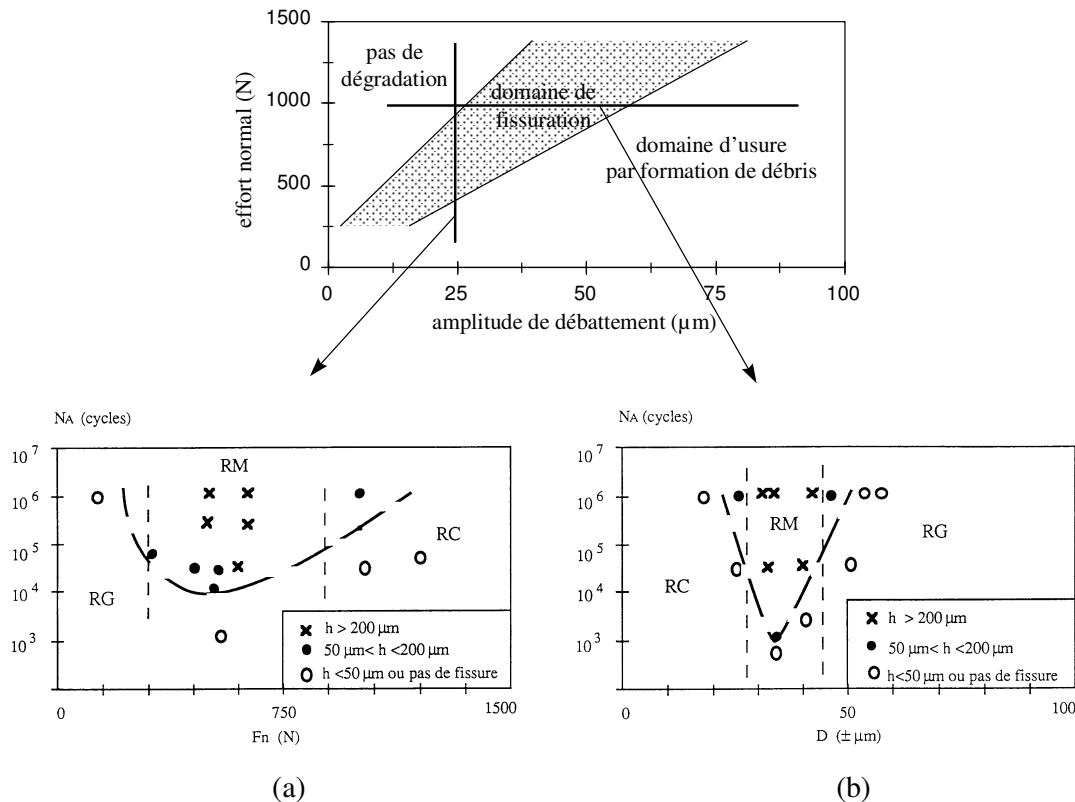 1500
1000
500
0
effort normal (N)
pas de
dégradation
domaine de
fissuration
domaine d'usure
par formation de débris
0 25 50 75 100
amplitude de débattement (µm)
NA (cycles)
10⁷
10⁶
10⁵
10⁴
10³
RM
RG
RC
h > 200 µm
50 µm< h <200 µm
h <50 µm ou pas de fissure
0 750 1500
Fn (N)
(a)
NA (cycles)
10⁷
10⁶
10⁵
10⁴
10³
RM
RC
RG
h > 200 µm
50 µm< h <200 µm
h<50 µm ou pas de fissure
0 50 100
D (± µm)
(b)